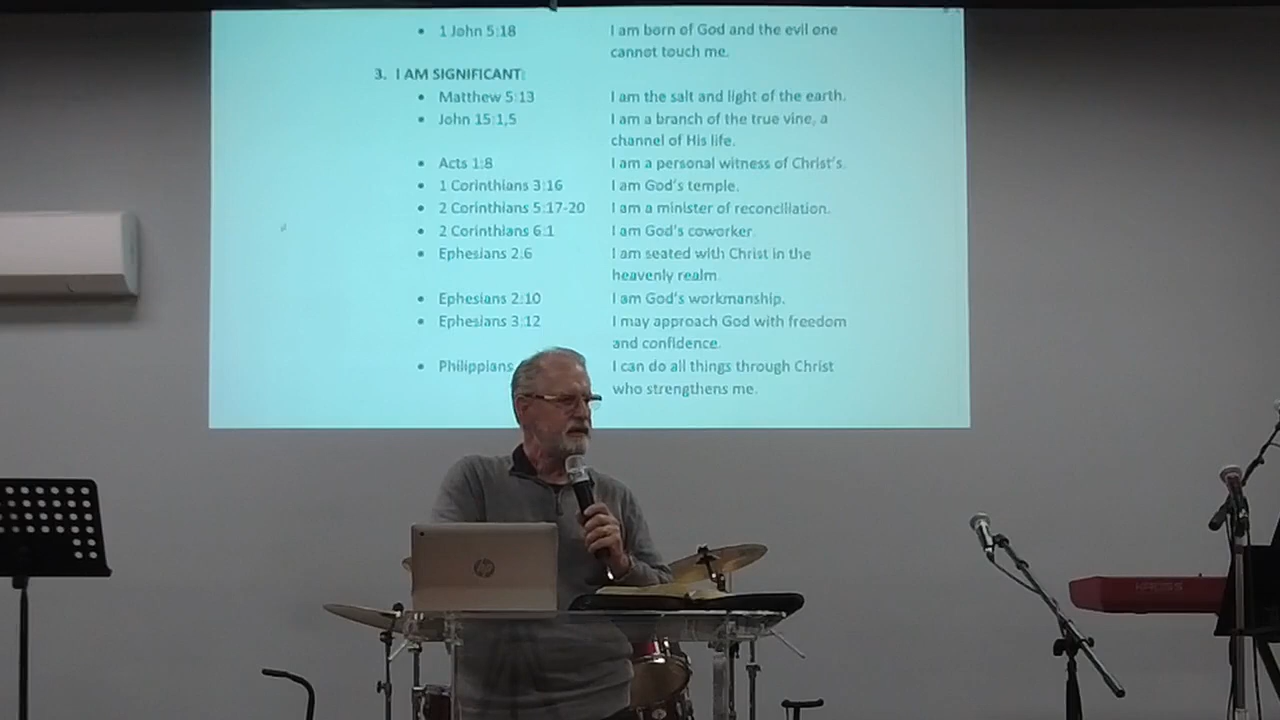 • 1 John 5:18 I am born of God and the evil one
cannot touch me.
3. I AM SIGNIFICANT:
• Matthew 5:13 I am the salt and light of the earth.
• John 15:1,5 I am a branch of the true vine, a
channel of His life.
• Acts 1:8 I am a personal witness of Christ's.
• 1 Corinthians 3:16 I am God's temple.
• 2 Corinthians 5:17-20 I am a minister of reconciliation.
• 2 Corinthians 6:1 I am God's coworker.
• Ephesians 2:6 I am seated with Christ in the
heavenly realm.
• Ephesians 2:10 I am God's workmanship.
• Ephesians 3:12 I may approach God with freedom
and confidence.
• Philippians I can do all things through Christ
who strengthens me.
hp
KROSS